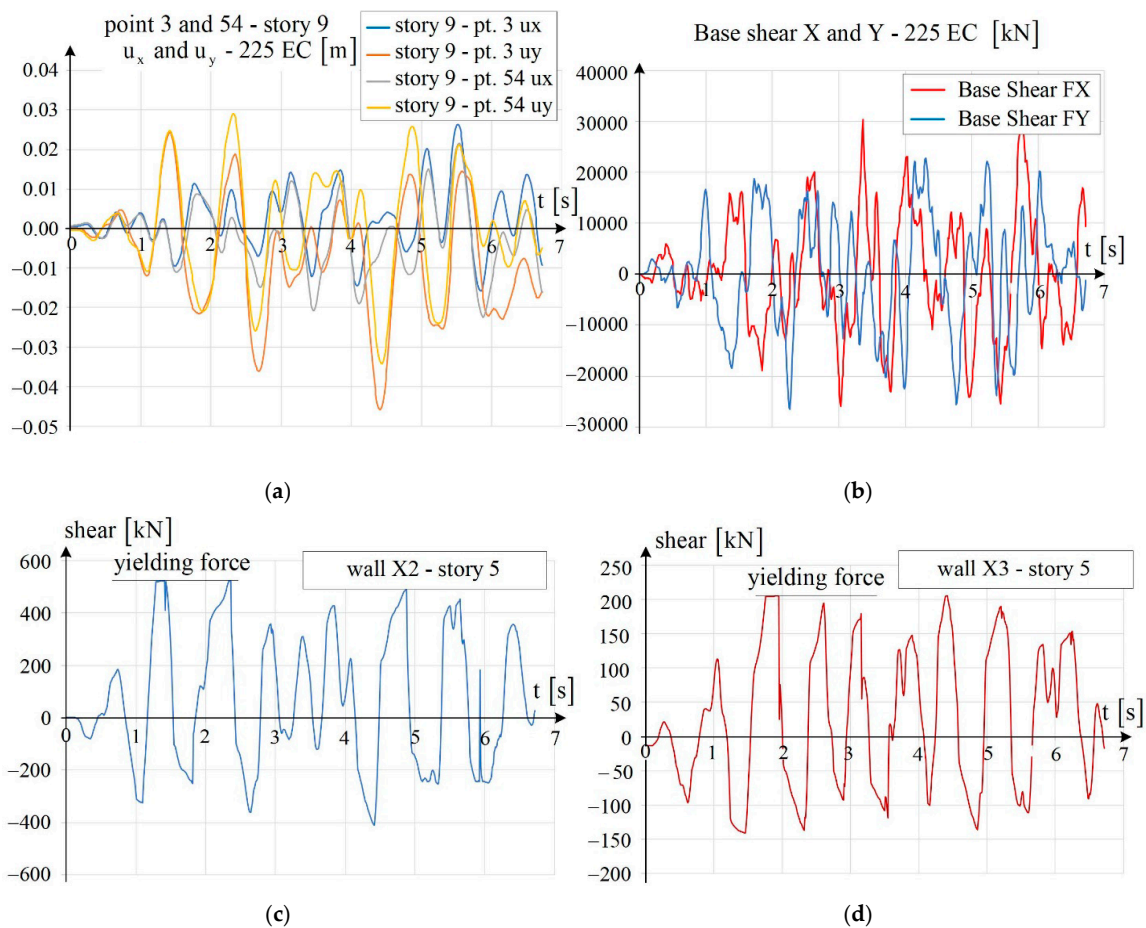 point 3 and 54 - story 9
u_x and u_y - 225 EC [m]
story 9 - pt. 3 ux
story 9 - pt. 3 uy
story 9 - pt. 54 ux
story 9 - pt. 54 uy
0.04
0.03
0.02
0.01
0.00
−0.01
−0.02
−0.03
−0.04
−0.05
0 1 2 3 4 5 6 7
t [s]
(a)
Base shear X and Y - 225 EC [kN]
Base Shear FX
Base Shear FY
40000
30000
20000
10000
0
−10000
−20000
−30000
0 1 2 3 4 5 6 7
t [s]
(b)
shear [kN]
yielding force
wall X2 - story 5
600
400
200
0
−200
−400
−600
0 1 2 3 4 5 6 7
t [s]
(c)
shear [kN]
yielding force
wall X3 - story 5
250
200
150
100
50
0
−50
−100
−150
−200
0 1 2 3 4 5 6 7
t [s]
(d)